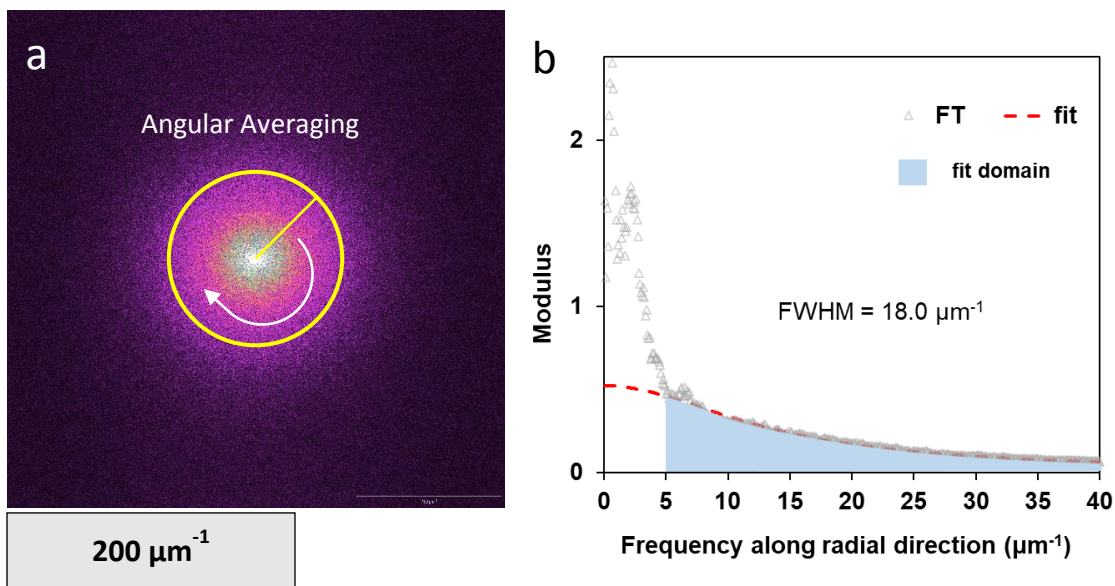 a
Angular Averaging
200 µm⁻¹
b
Modulus
2
1
0
FT
fit
fit domain
FWHM = 18.0 µm⁻¹
0 5 10 15 20 25 30 35 40
Frequency along radial direction (µm⁻¹)